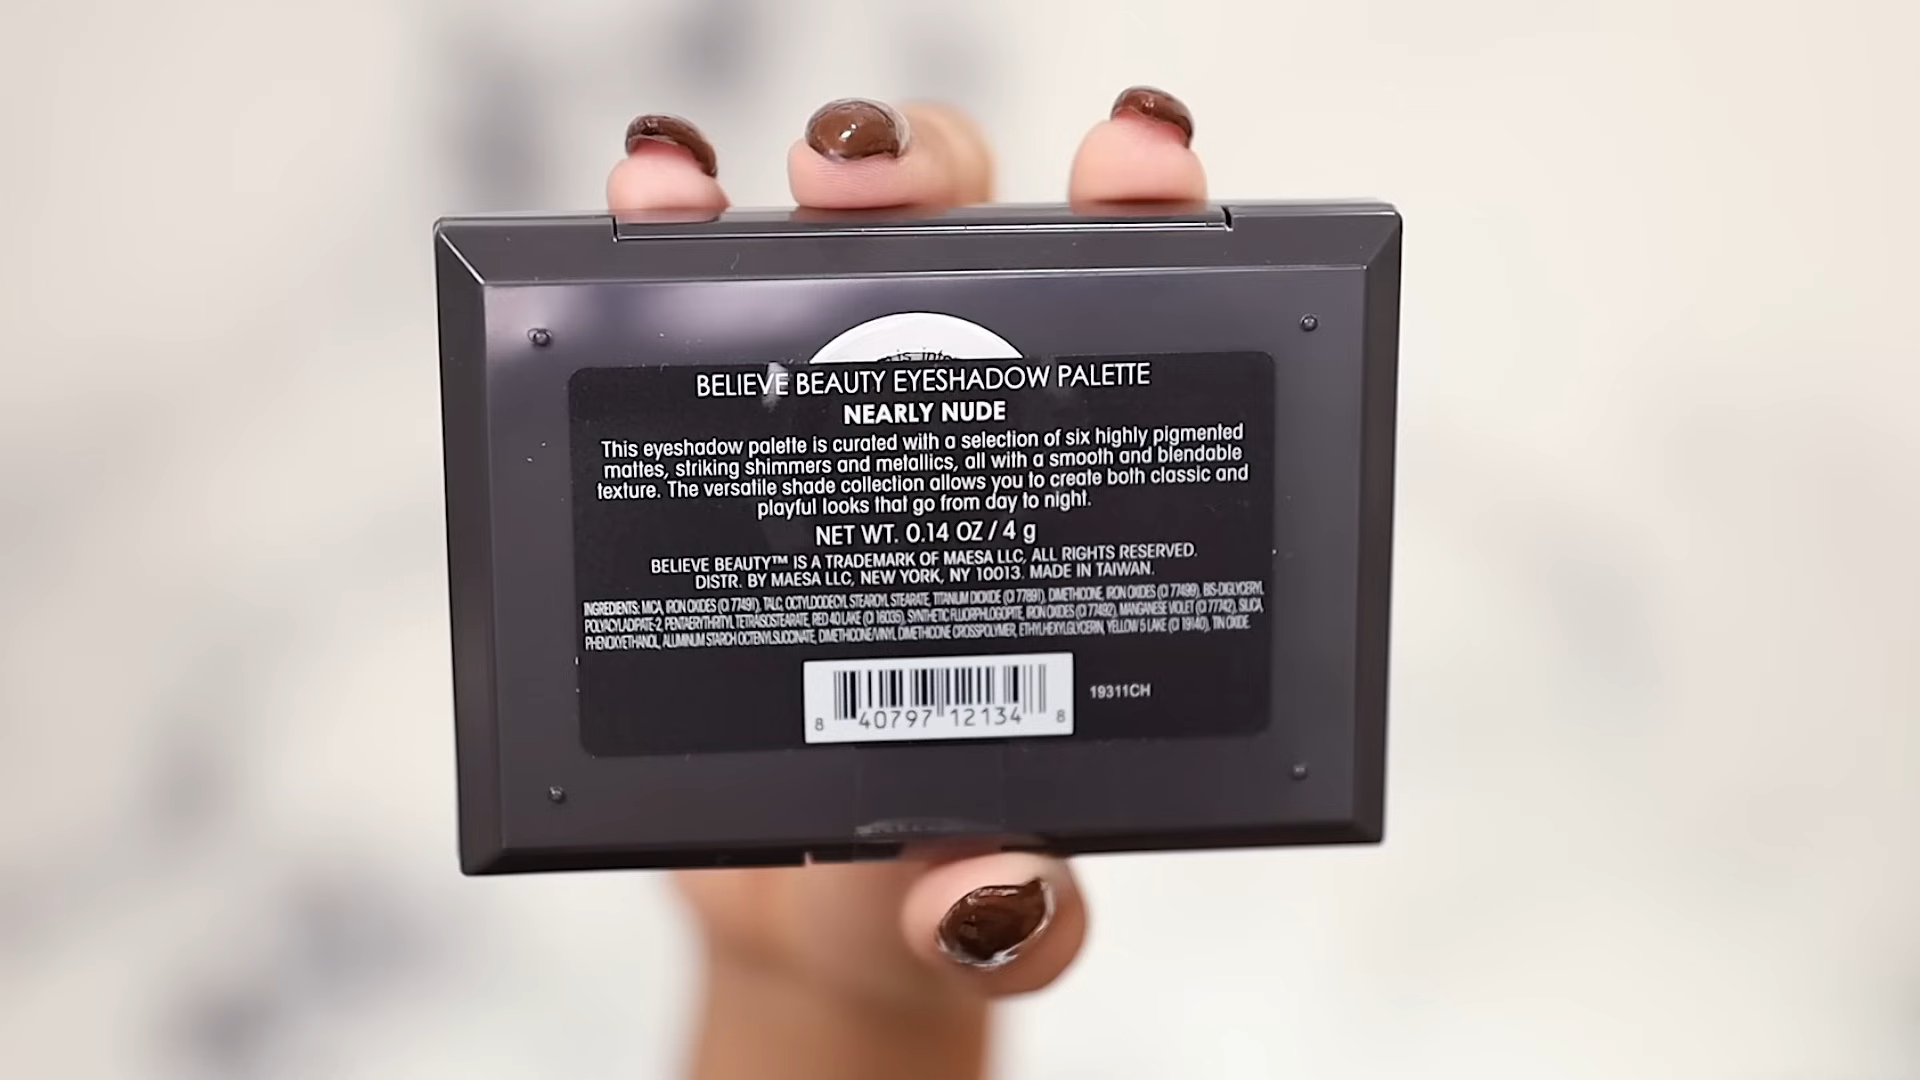 is, into
BELIEVE BEAUTY EYESHADOW PALETTE
NEARLY NUDE
This eyeshadow palette is curated with a selection of six highly pigmented
mattes, striking shimmers and metallics, all with a smooth and blendable
texture. The versatile shade collection allows you to create both classic and
playful looks that go from day to night.
NET WT. 0.14 OZ / 4 g
BELIEVE BEAUTY™ IS A TRADEMARK OF MAESA LLC, ALL RIGHTS RESERVED.
DISTR. BY MAESA LLC, NEW YORK, NY 10013. MADE IN TAIWAN.
INGREDIENTS: MICA, IRON OXIDES (CI 77491), TALC, OCTYLDODECYL STEAROYL STEARATE, TITANIUM DIOXIDE (CI 77891), DIMETHICONE, IRON OXIDES (CI 77499), BIS-DIGLYCERYL
POLYACYLADIPATE-2, PENTAERYTHRITYL TETRAISOSTEARATE, RED 40 LAKE (CI 16035), SYNTHETIC FLUORPHLOGOPITE, IRON OXIDES (CI 77492), MANGANESE VIOLET (CI 77742), SILICA,
PHENOXYETHANOL, ALUMINUM STARCH OCTENYLSUCCINATE, DIMETHICONE/VINYL DIMETHICONE CROSSPOLYMER, ETHYLHEXYLGLYCERIN, YELLOW 5 LAKE (CI 19140), TIN OXIDE.
19311CH
8 40797 12134 8